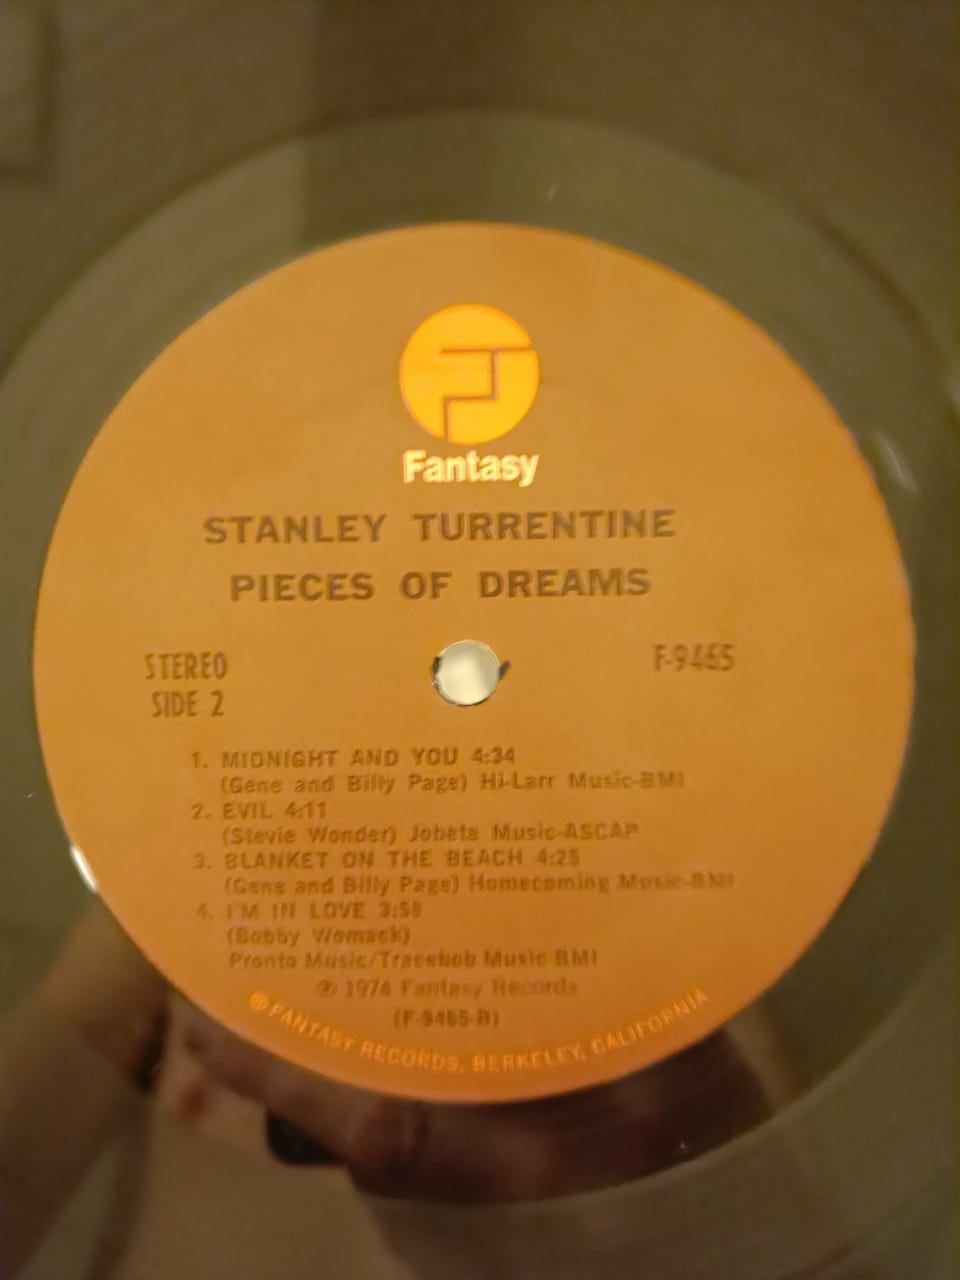 Fantasy
STANLEY TURRENTINE
PIECES OF DREAMS
STEREO
SIDE 2
F-9465
1. MIDNIGHT AND YOU 4:34
(Gene and Billy Page) Hi-Larr Music-BMI
2. EVIL 4:11
(Stevie Wonder) Jobete Music-ASCAP
3. BLANKET ON THE BEACH 4:25
(Gene and Billy Page) Homecoming Music-BMI
4. I'M IN LOVE 3:58
(Bobby Womack)
Pronto Music/Tracebob Music-BMI
℗ 1974 Fantasy Records
(F-9465-B)
® FANTASY RECORDS, BERKELEY, CALIFORNIA